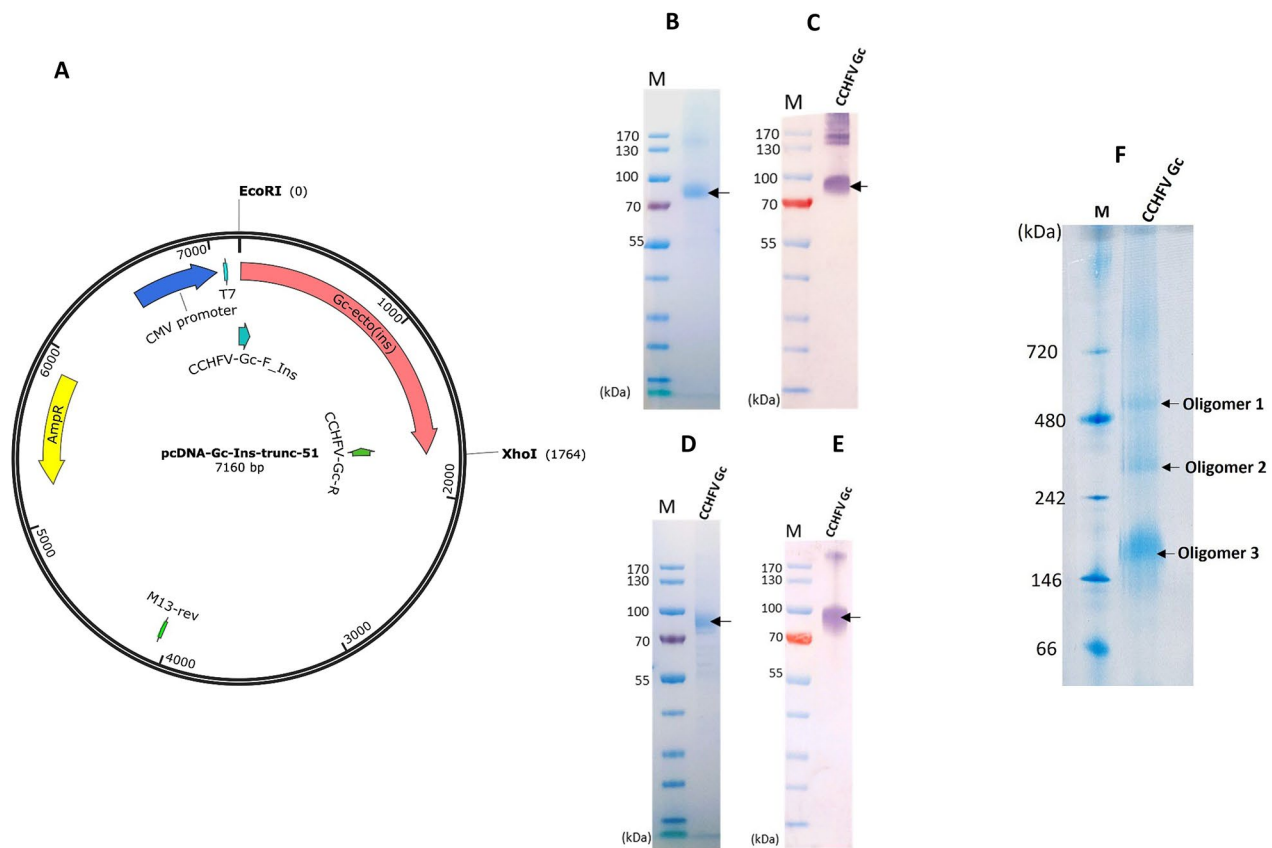 A
EcoRI (0)
7000
T7
CMV promoter
1000
Gc-ecto(ins)
CCHFV-Gc-F_Ins
6000
AmpR
pcDNA-Gc-Ins-trunc-51
7160 bp
CCHFV-Gc-R
XhoI (1764)
2000
5000
M13-rev
4000
3000
B
M
170
130
100
70
55
(kDa)
C
M
CCHFV Gc
170
130
100
70
55
(kDa)
D
M
CCHFV Gc
170
130
100
70
55
(kDa)
E
M
CCHFV Gc
170
130
100
70
55
(kDa)
F
M
CCHFV Gc
(kDa)
720
Oligomer 1
480
Oligomer 2
242
Oligomer 3
146
66